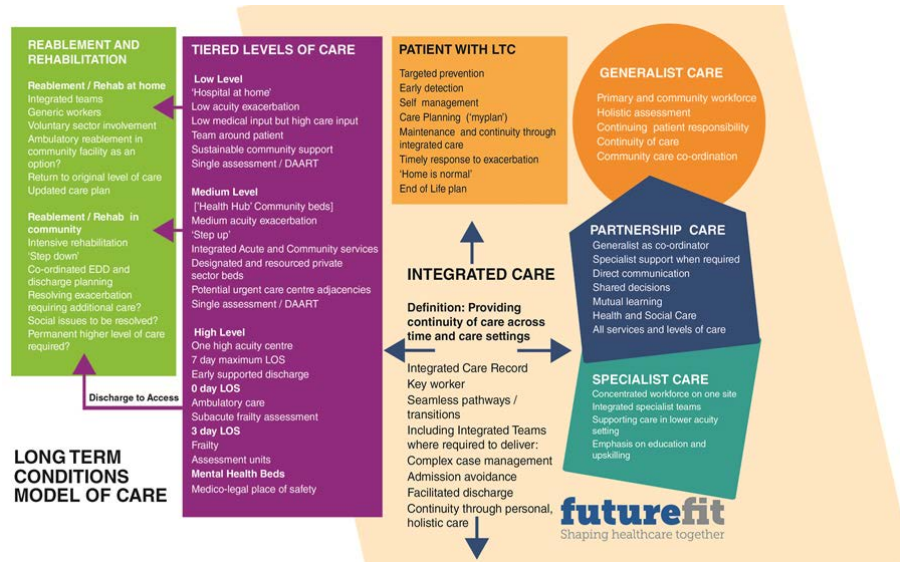 REABLEMENT AND
REHABILITATION
Reablement / Rehab at home
Integrated teams
Generic workers
Voluntary sector involvement
Ambulatory reablement in
community facility as an
option?
Return to original level of care
Updated care plan
Reablement / Rehab in
community
Intensive rehabilitation
'Step down'
Co-ordinated EDD and
discharge planning
Resolving exacerbation
requiring additional care?
Social issues to be resolved?
Permanent higher level of care
required?
Discharge to Access
LONG TERM
CONDITIONS
MODEL OF CARE
TIERED LEVELS OF CARE
Low Level
'Hospital at home'
Low acuity exacerbation
Low medical input but high care input
Team around patient
Sustainable community support
Single assessment / DAART
Medium Level
['Health Hub' Community beds]
Medium acuity exacerbation
'Step up'
Integrated Acute and Community services
Designated and resourced private
sector beds
Potential urgent care centre adjacencies
Single assessment / DAART
High Level
One high acuity centre
7 day maximum LOS
Early supported discharge
0 day LOS
Ambulatory care
Subacute frailty assessment
3 day LOS
Frailty
Assessment units
Mental Health Beds
Medico-legal place of safety
PATIENT WITH LTC
Targeted prevention
Early detection
Self management
Care Planning ('myplan')
Maintenance and continuity through
integrated care
Timely response to exacerbation
'Home is normal'
End of Life plan
INTEGRATED CARE
Definition: Providing
continuity of care across
time and care settings
Integrated Care Record
Key worker
Seamless pathways /
transitions
Including Integrated Teams
where required to deliver:
Complex case management
Admission avoidance
Facilitated discharge
Continuity through personal,
holistic care
GENERALIST CARE
Primary and community workforce
Holistic assessment
Continuing patient responsibility
Continuity of care
Community care co-ordination
PARTNERSHIP CARE
Generalist as co-ordinator
Specialist support when required
Direct communication
Shared decisions
Mutual learning
Health and Social Care
All services and levels of care
SPECIALIST CARE
Concentrated workforce on one site
Integrated specialist teams
Supporting care in lower acuity
setting
Emphasis on education and
upskilling
futurefit
Shaping healthcare together